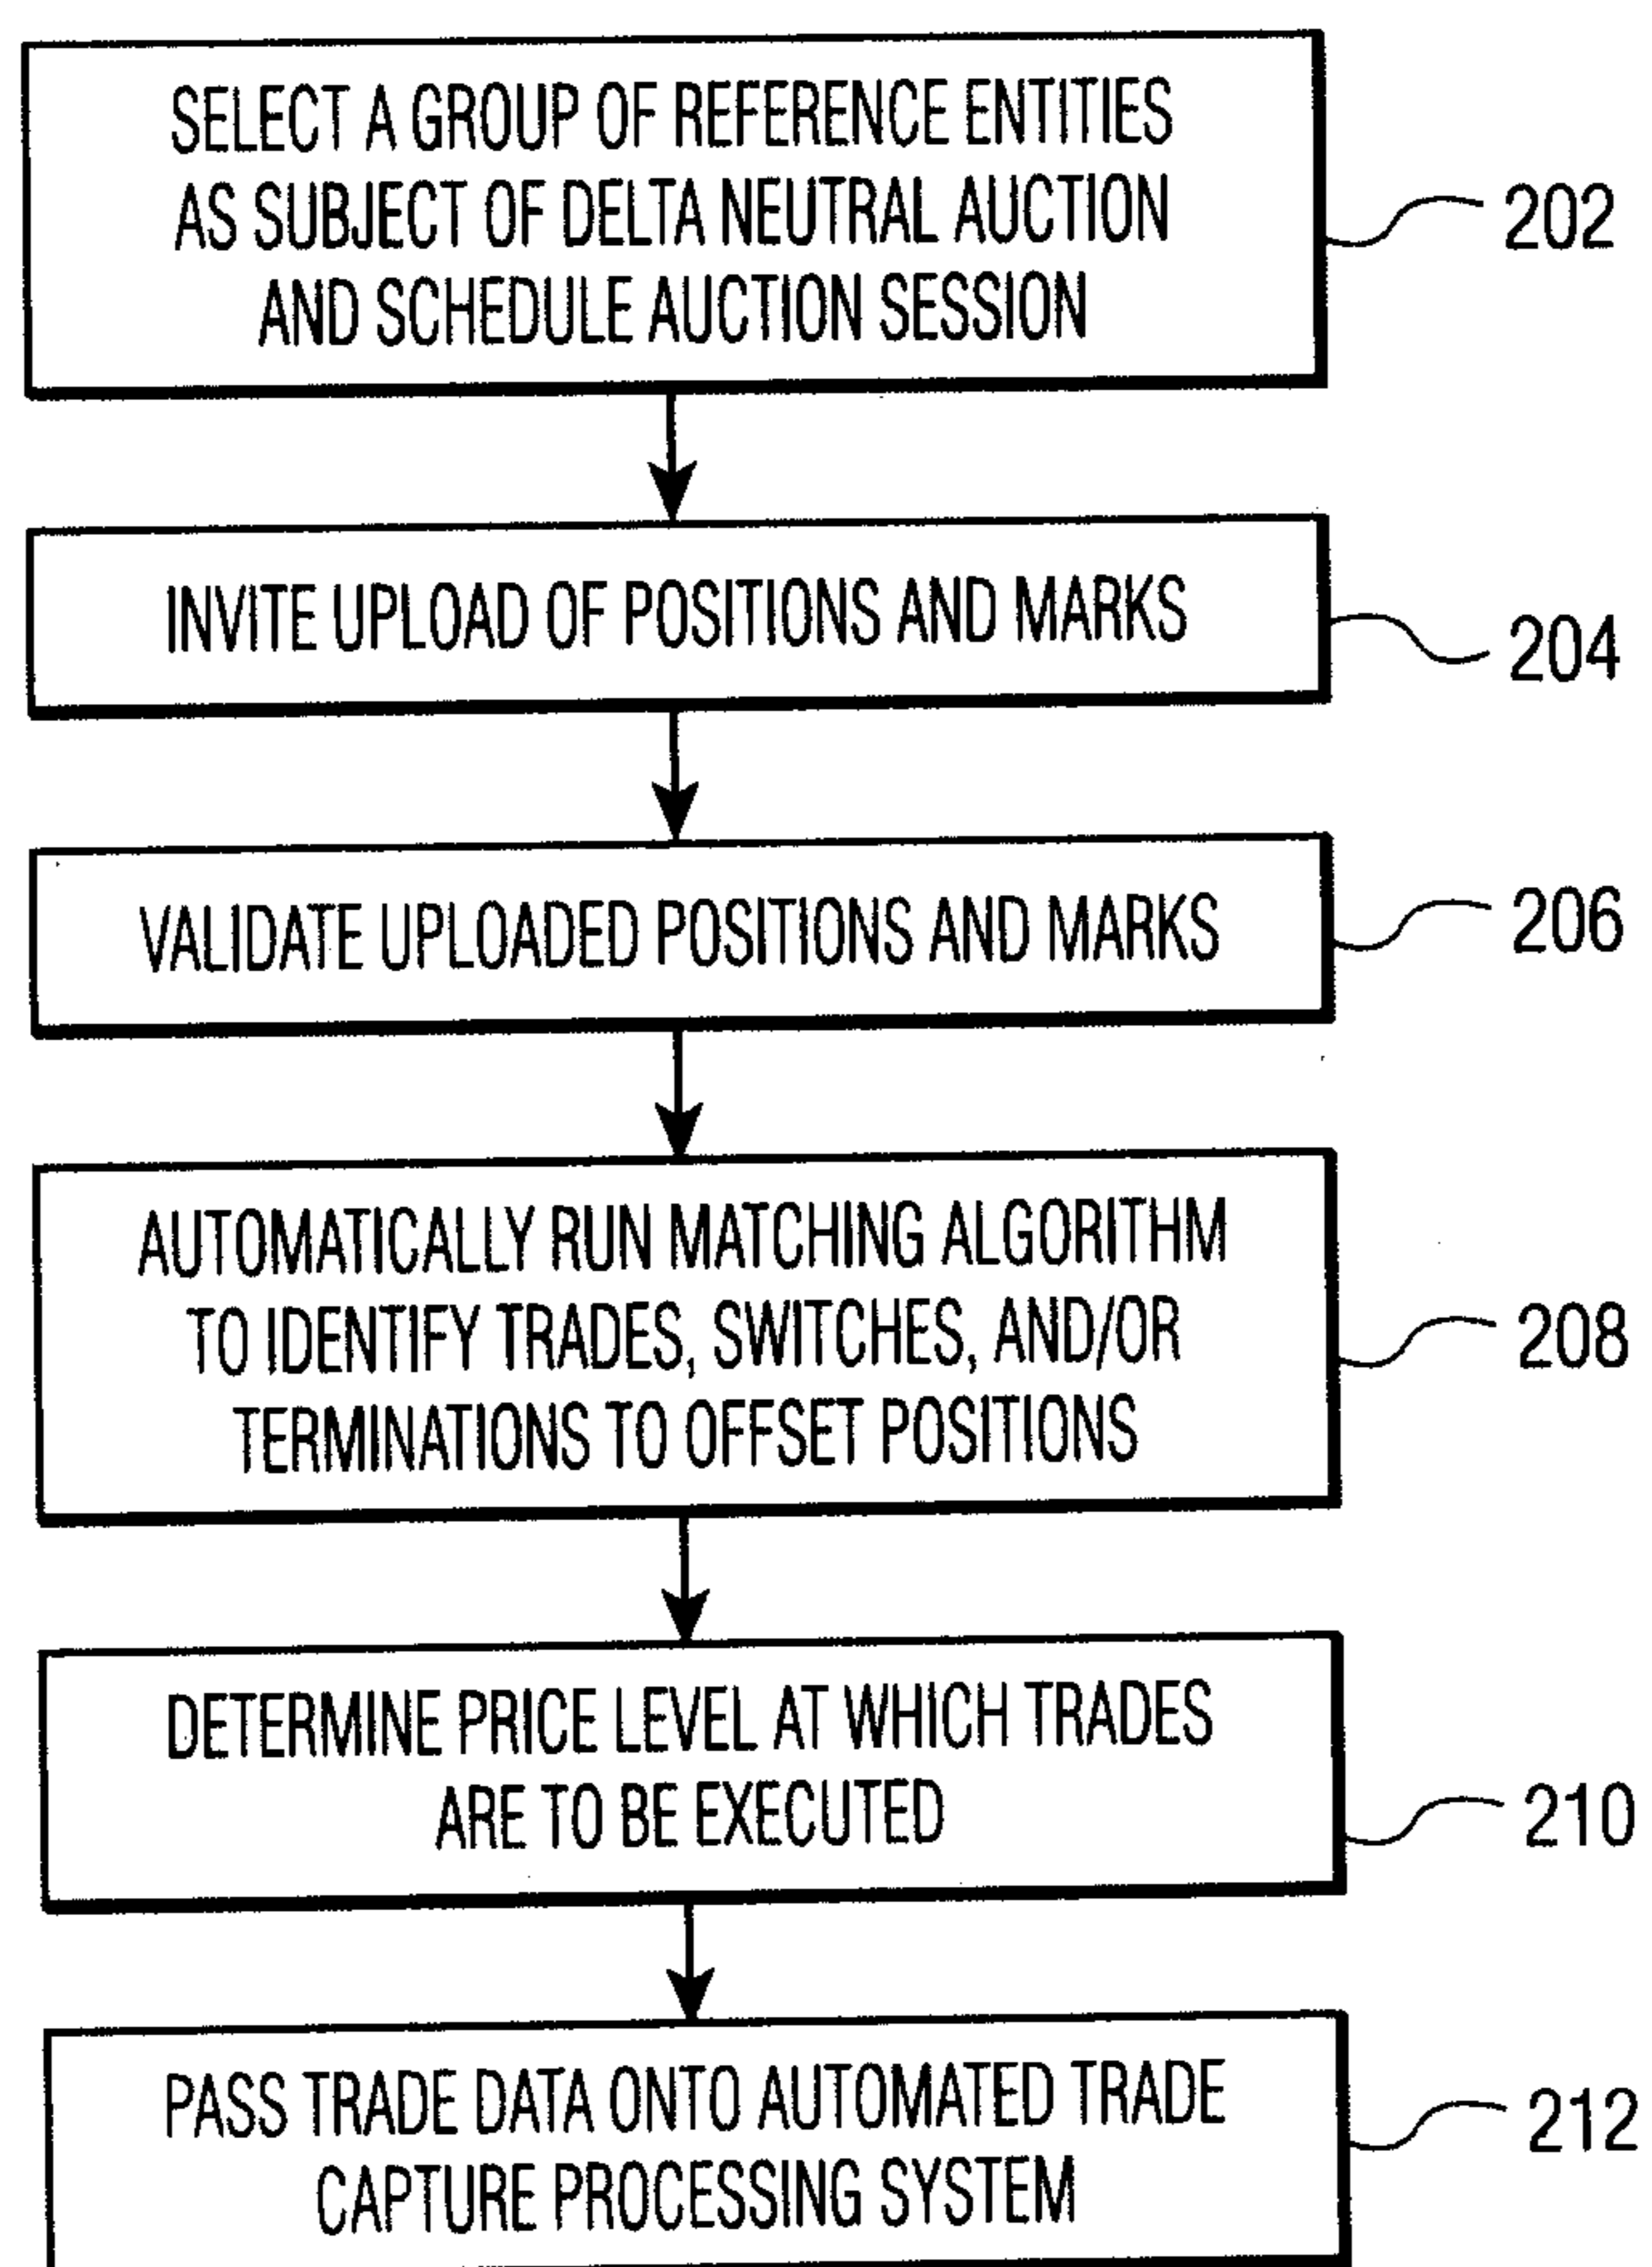 SELECT A GROUP OF REFERENCE ENTITIES
AS SUBJECT OF DELTA NEUTRAL AUCTION
AND SCHEDULE AUCTION SESSION
202
INVITE UPLOAD OF POSITIONS AND MARKS
204
VALIDATE UPLOADED POSITIONS AND MARKS
206
AUTOMATICALLY RUN MATCHING ALGORITHM
TO IDENTIFY TRADES, SWITCHES, AND/OR
TERMINATIONS TO OFFSET POSITIONS
208
DETERMINE PRICE LEVEL AT WHICH TRADES
ARE TO BE EXECUTED
210
PASS TRADE DATA ONTO AUTOMATED TRADE
CAPTURE PROCESSING SYSTEM
212